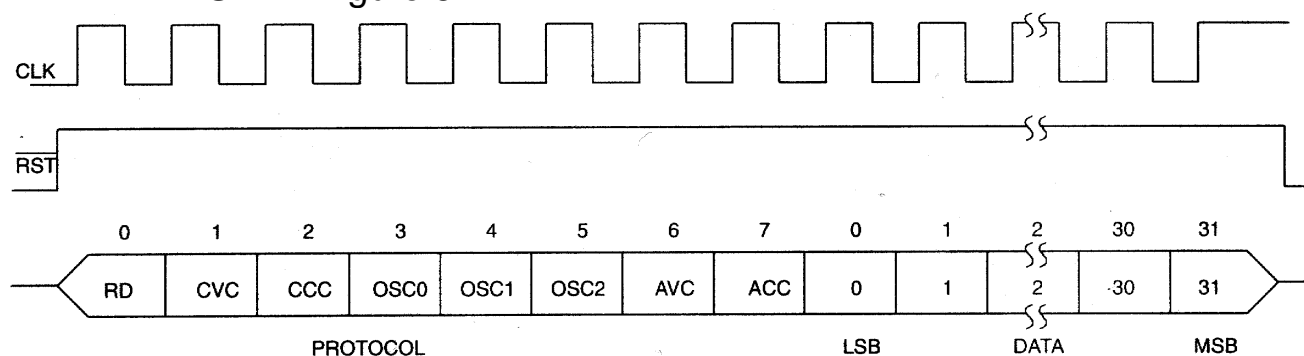 CLK
RST
0 1 2 3 4 5 6 7 0 1 2 30 31
RD CVC CCC OSC0 OSC1 OSC2 AVC ACC 0 1 2 30 31
PROTOCOL LSB DATA MSB